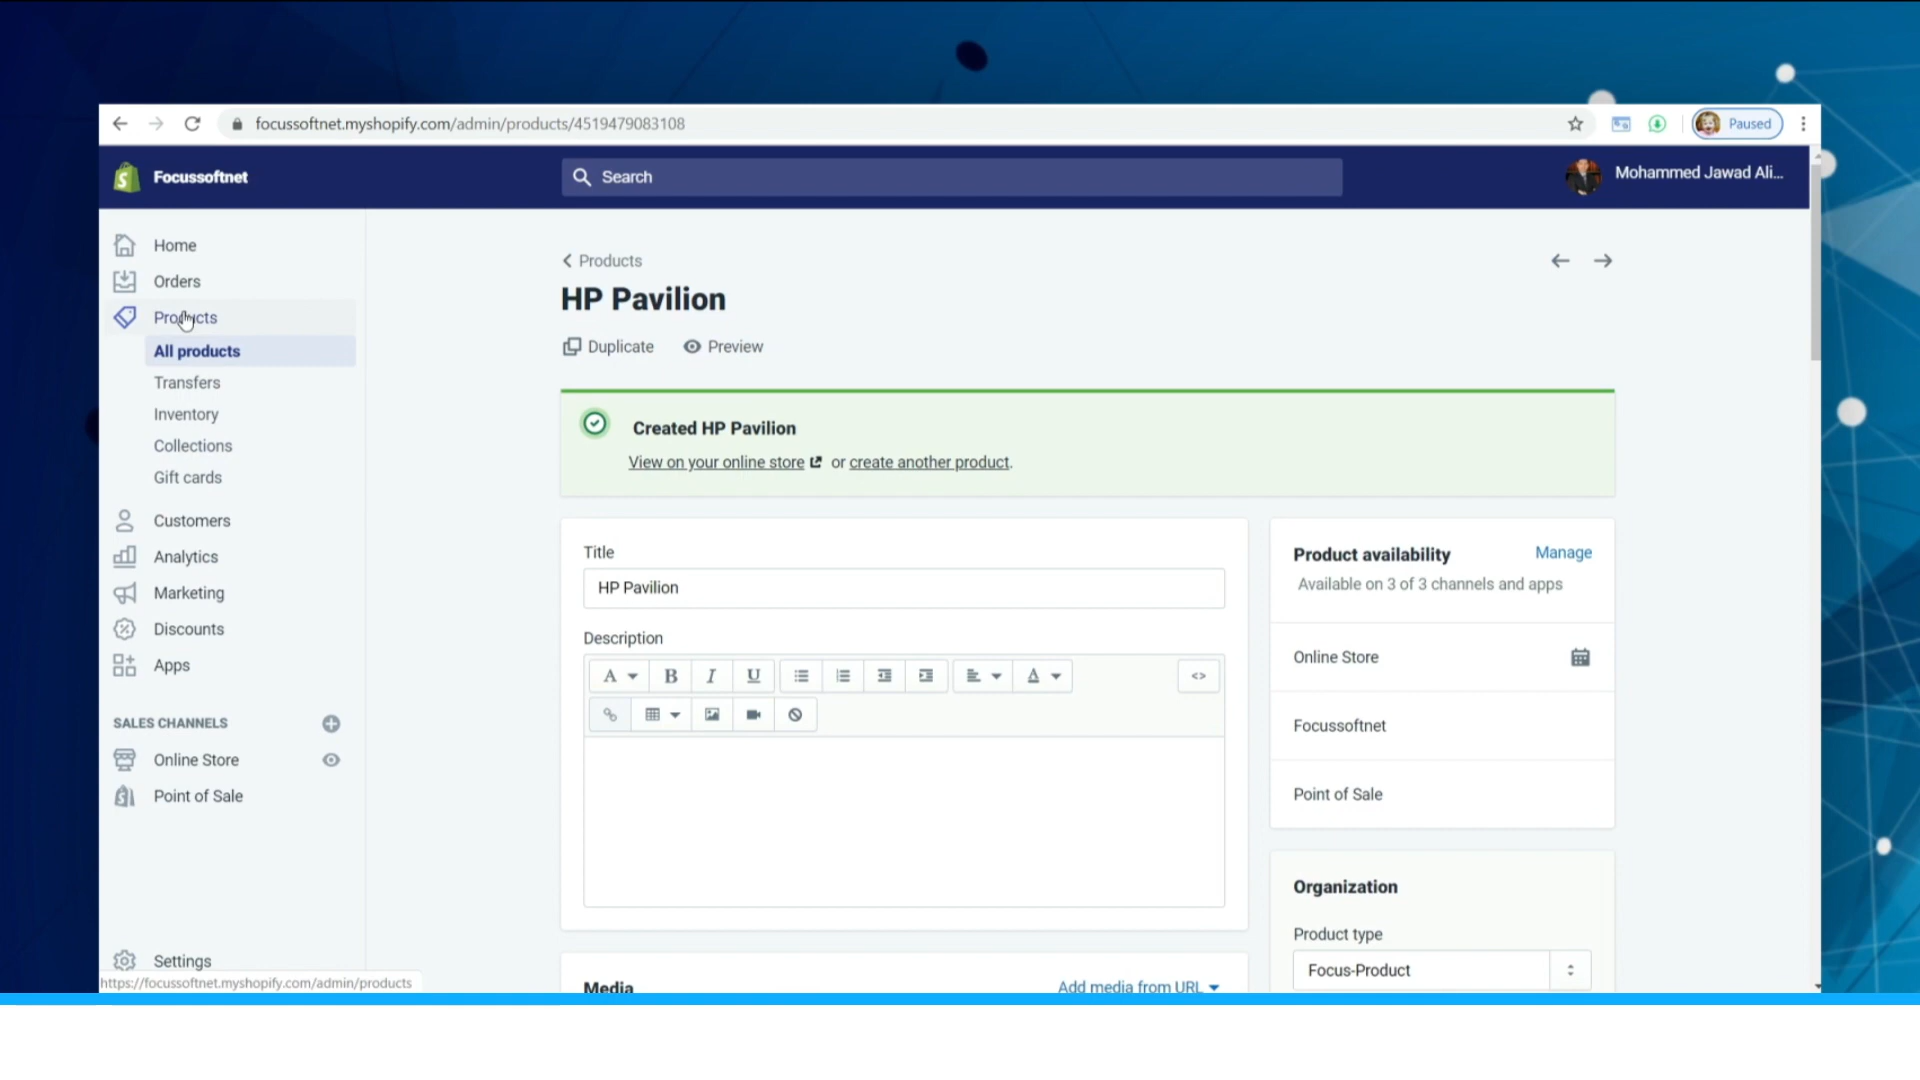 focussoftnet.myshopify.com/admin/products/4519479083108
Paused
Focussoftnet
Search
Mohammed Jawad Ali...
Home
Orders
Products
All products
Transfers
Inventory
Collections
Gift cards
Customers
Analytics
Marketing
Discounts
Apps
SALES CHANNELS
Online Store
Point of Sale
Settings
https://focussoftnet.myshopify.com/admin/products
Products
HP Pavilion
Duplicate Preview
Created HP Pavilion
View on your online store or create another product.
Title
HP Pavilion
Description
A B I U A <>
Media Add media from URL
Product availability Manage
Available on 3 of 3 channels and apps
Online Store
Focussoftnet
Point of Sale
Organization
Product type
Focus-Product